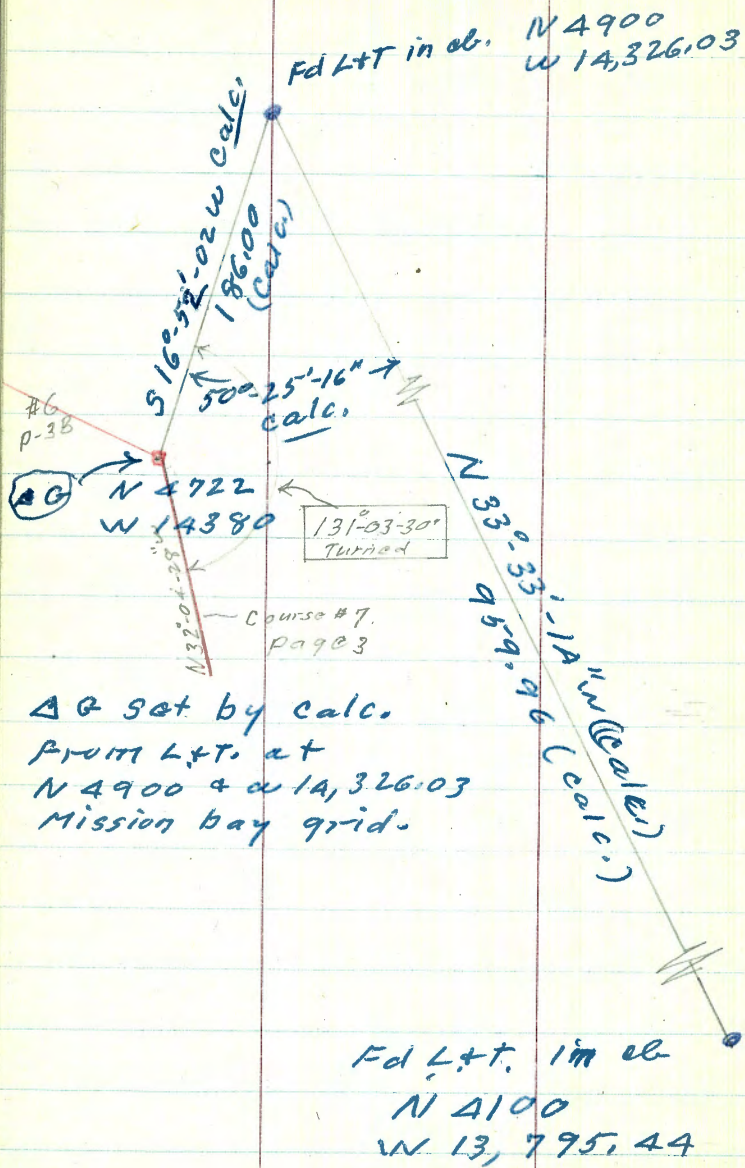 Fd L&T in cb. N 4900
W 14,326.03
S 16°-52'-02 W calc.
186.00
(calc.)
50°-25'-16"
calc.
#6
p-38
N 4722
W 14380
131°-03'-30"
Turned
N 33°-33'-14" W (calc.)
959.96 (calc.)
N32°-04'-28"W
Course #7
page 3
Δ G Set by calc.
From L&T. at
N 4900 & W 14,326.03
Mission bay grid.
Fd L&T. in cb
N 4100
W 13,795.44